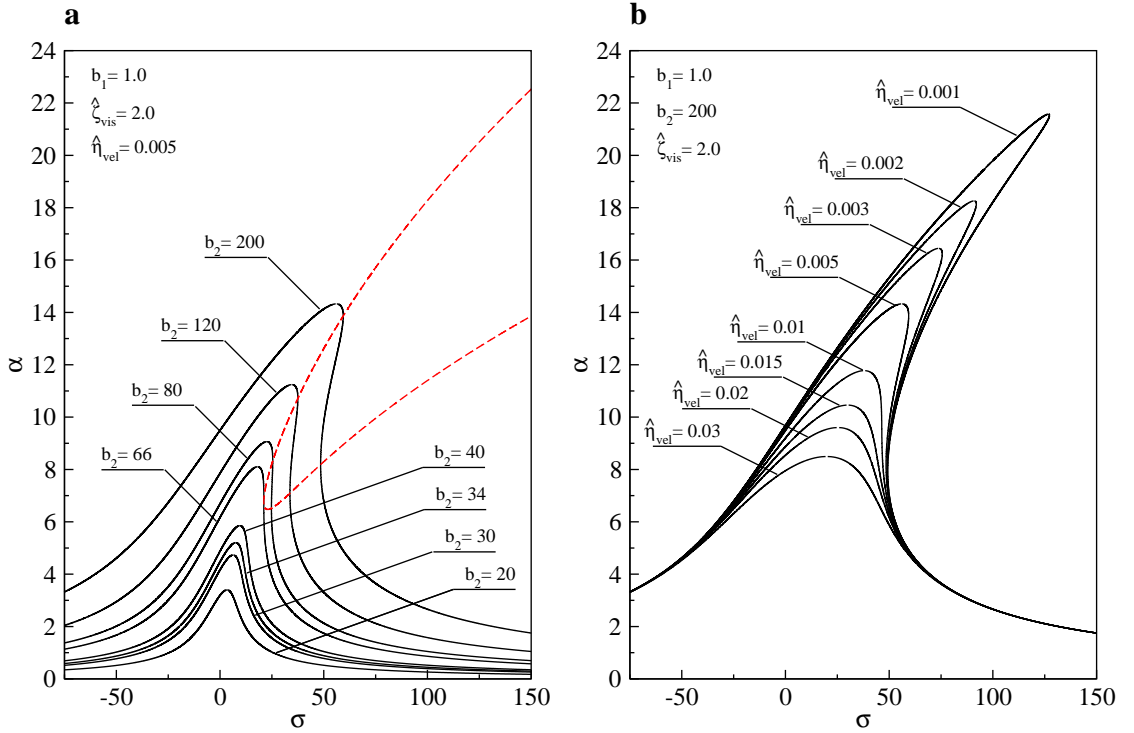 a
24
22
20
18
16
14
12
10
8
6
4
2
0
α
-50
0
50
100
150
σ
b₁= 1.0
ζ̂vis= 2.0
η̂vel= 0.005
b₂= 200
b₂= 120
b₂= 80
b₂= 66
b₂= 40
b₂= 34
b₂= 30
b₂= 20
b
24
22
20
18
16
14
12
10
8
6
4
2
0
α
-50
0
50
100
150
σ
b₁= 1.0
b₂= 200
ζ̂vis= 2.0
η̂vel= 0.001
η̂vel= 0.002
η̂vel= 0.003
η̂vel= 0.005
η̂vel= 0.01
η̂vel= 0.015
η̂vel= 0.02
η̂vel= 0.03